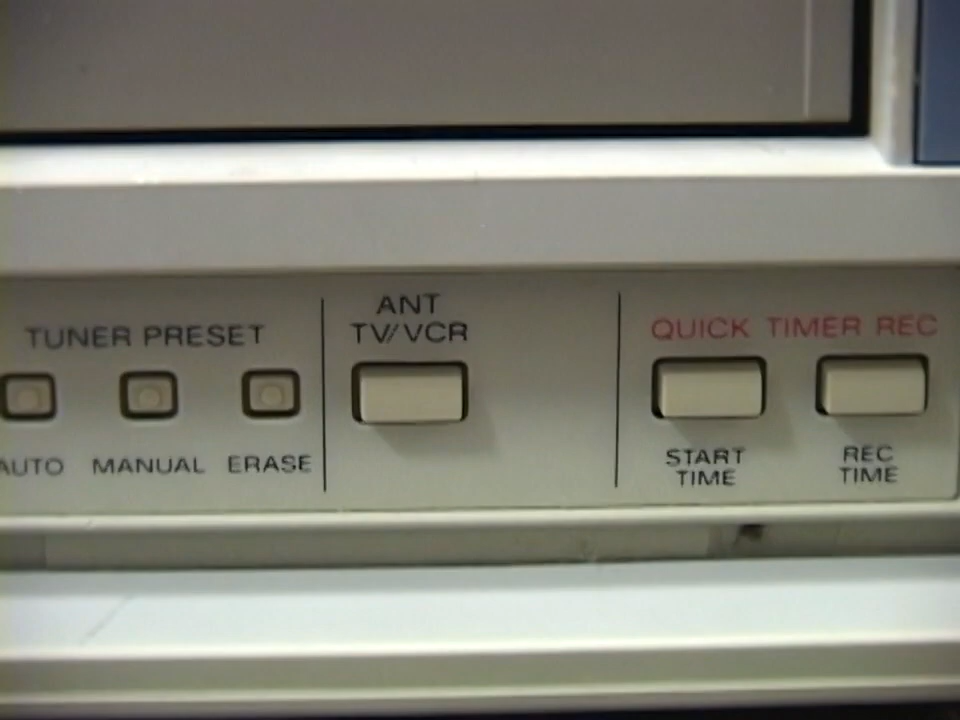 TUNER PRESET
AUTO MANUAL ERASE
ANT
TV/VCR
QUICK TIMER REC
START
TIME
REC
TIME